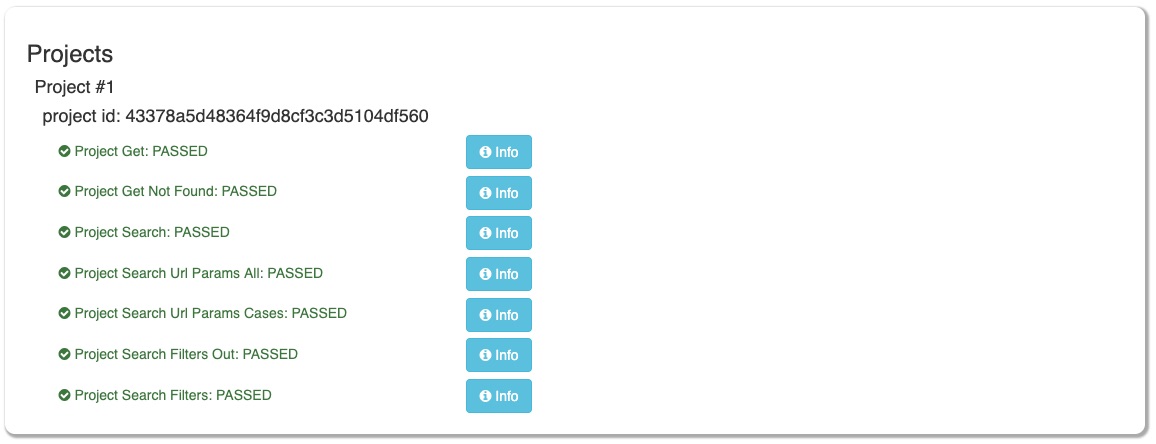 Projects
Project #1
project id: 43378a5d48364f9d8cf3c3d5104df560
Project Get: PASSED Info
Project Get Not Found: PASSED Info
Project Search: PASSED Info
Project Search Url Params All: PASSED Info
Project Search Url Params Cases: PASSED Info
Project Search Filters Out: PASSED Info
Project Search Filters: PASSED Info